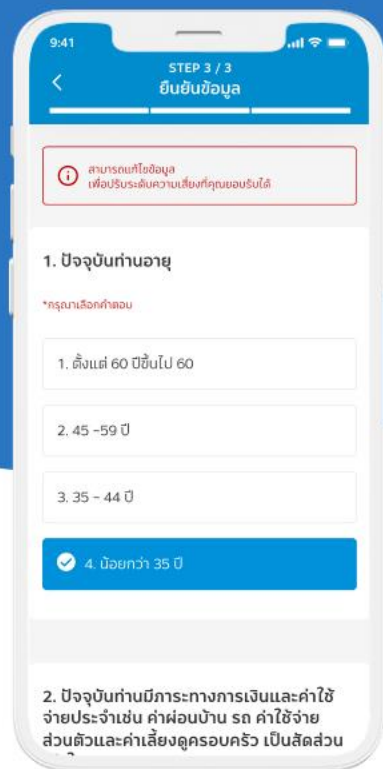 9:41
STEP 3 / 3
ยืนยันข้อมูล
สามารถแก้ไขข้อมูล
เพื่อปรับระดับความเสี่ยงที่คุณยอมรับได้
1. ปัจจุบันท่านอายุ
*กรุณาเลือกคำตอบ
1. ตั้งแต่ 60 ปีขึ้นไป 60
2. 45 -59 ปี
3. 35 - 44 ปี
4. น้อยกว่า 35 ปี
2. ปัจจุบันท่านมีภาระทางการเงินและค่าใช้
จ่ายประจำเช่น ค่าผ่อนบ้าน รถ ค่าใช้จ่าย
ส่วนตัวและค่าเลี้ยงดูครอบครัว เป็นสัดส่วน